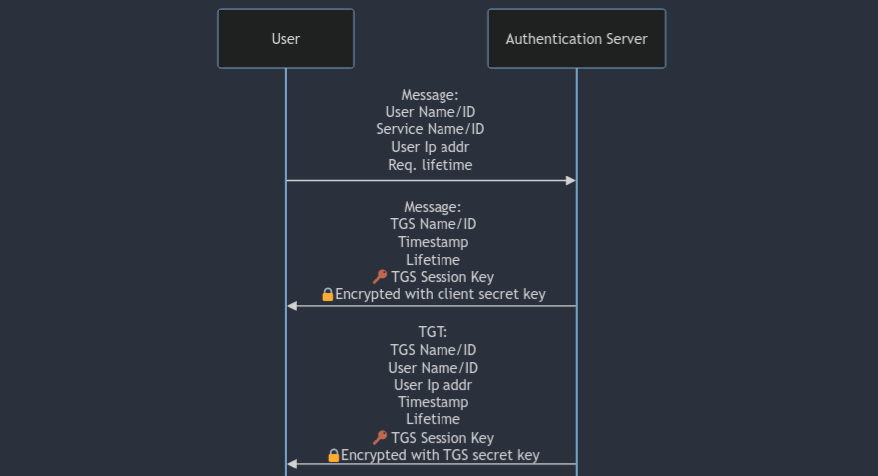 User
Authentication Server
Message:
User Name/ID
Service Name/ID
User Ip addr
Req. lifetime
Message:
TGS Name/ID
Timestamp
Lifetime
🔑 TGS Session Key
🔒Encrypted with client secret key
TGT:
TGS Name/ID
User Name/ID
User Ip addr
Timestamp
Lifetime
🔑 TGS Session Key
🔒Encrypted with TGS secret key